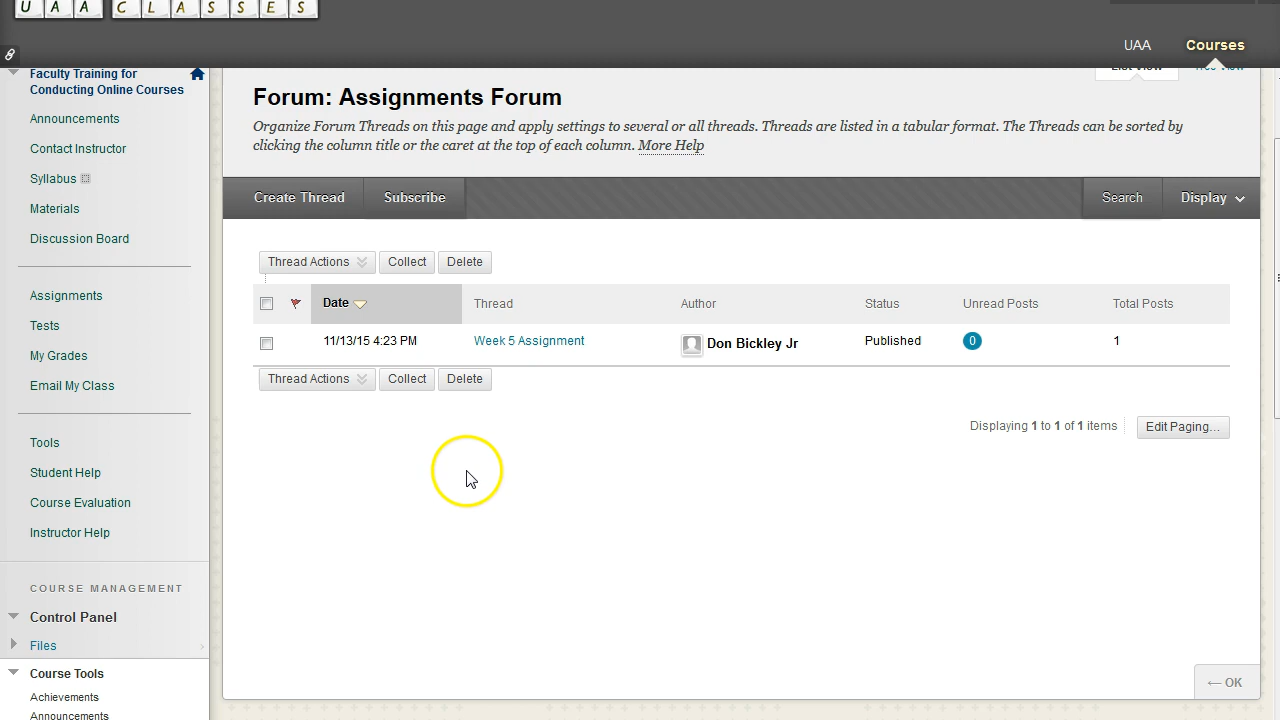 UAA CLASSES
UAA Courses
Faculty Training for
Conducting Online Courses
Announcements
Contact Instructor
Syllabus
Materials
Discussion Board
Assignments
Tests
My Grades
Email My Class
Tools
Student Help
Course Evaluation
Instructor Help
COURSE MANAGEMENT
Control Panel
Files
Course Tools
Achievements
Announcements
List View Tree View
Forum: Assignments Forum
Organize Forum Threads on this page and apply settings to several or all threads. Threads are listed in a tabular format. The Threads can be sorted by
clicking the column title or the caret at the top of each column. More Help
Create Thread Subscribe Search Display
Thread Actions Collect Delete
Date Thread Author Status Unread Posts Total Posts
11/13/15 4:23 PM Week 5 Assignment Don Bickley Jr Published 0 1
Thread Actions Collect Delete
Displaying 1 to 1 of 1 items Edit Paging...
← OK